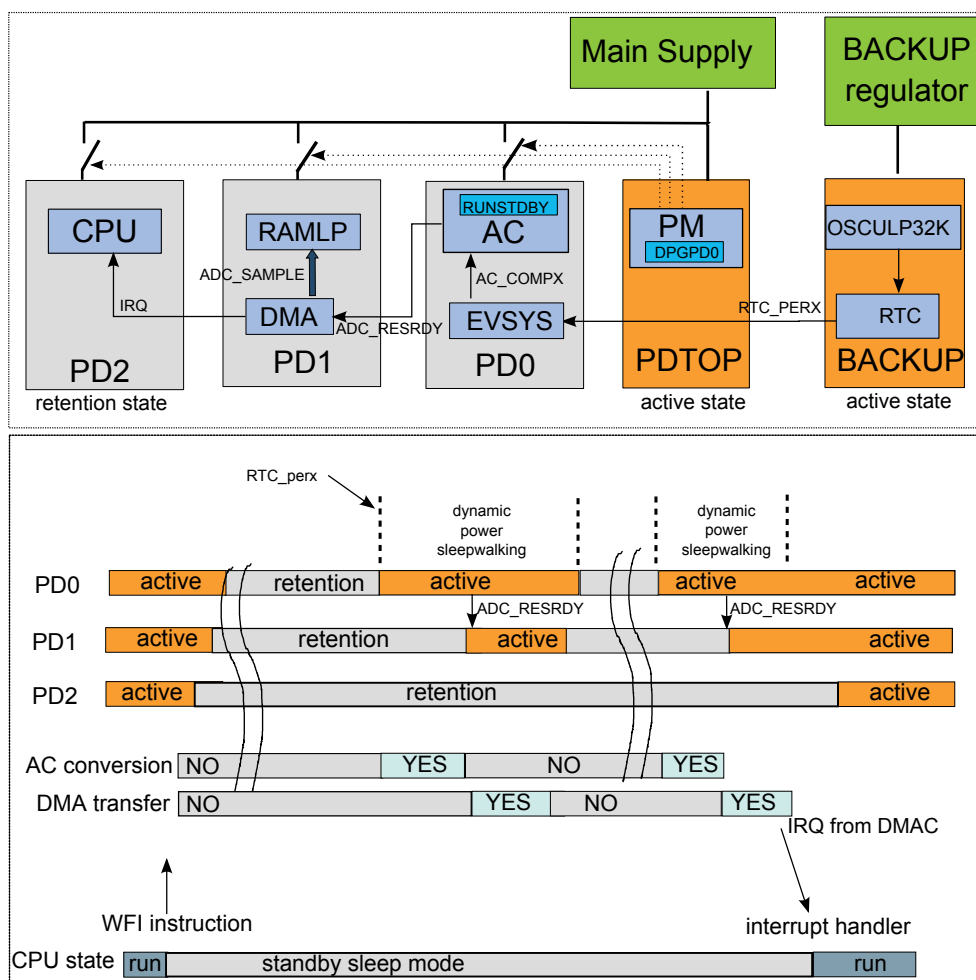 Main Supply
BACKUP
regulator
CPU
RAMLP
RUNSTDBY
AC
PM
DPGPD0
OSCULP32K
ADC_SAMPLE
AC_COMPX
IRQ
DMA
ADC_RESRDY
EVSYS
RTC_PERX
RTC
PD2
PD1
PD0
PDTOP
BACKUP
retention state
active state
active state
RTC_perx
dynamic
power
sleepwalking
dynamic
power
sleepwalking
PD0
active
retention
active
active
active
ADC_RESRDY
ADC_RESRDY
PD1
active
retention
active
active
PD2
active
retention
active
AC conversion
NO
YES
NO
YES
DMA transfer
NO
YES
NO
YES
IRQ from DMAC
WFI instruction
interrupt handler
CPU state
run
standby sleep mode
run